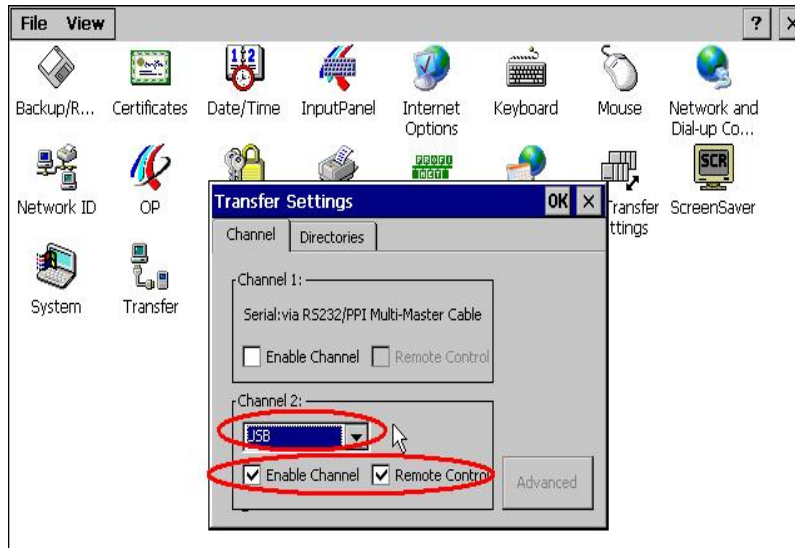 File View ?
Backup/R... Certificates Date/Time InputPanel Internet Options Keyboard Mouse Network and Dial-up Co...
12
PROFI
NET
SCR
Network ID OP Transfer ScreenSaver
ttings
System Transfer
Transfer Settings OK ×
Channel Directories
Channel 1:
Serial:via RS232/PPI Multi-Master Cable
Enable Channel Remote Control
Channel 2:
USB
Enable Channel Remote Control
Advanced